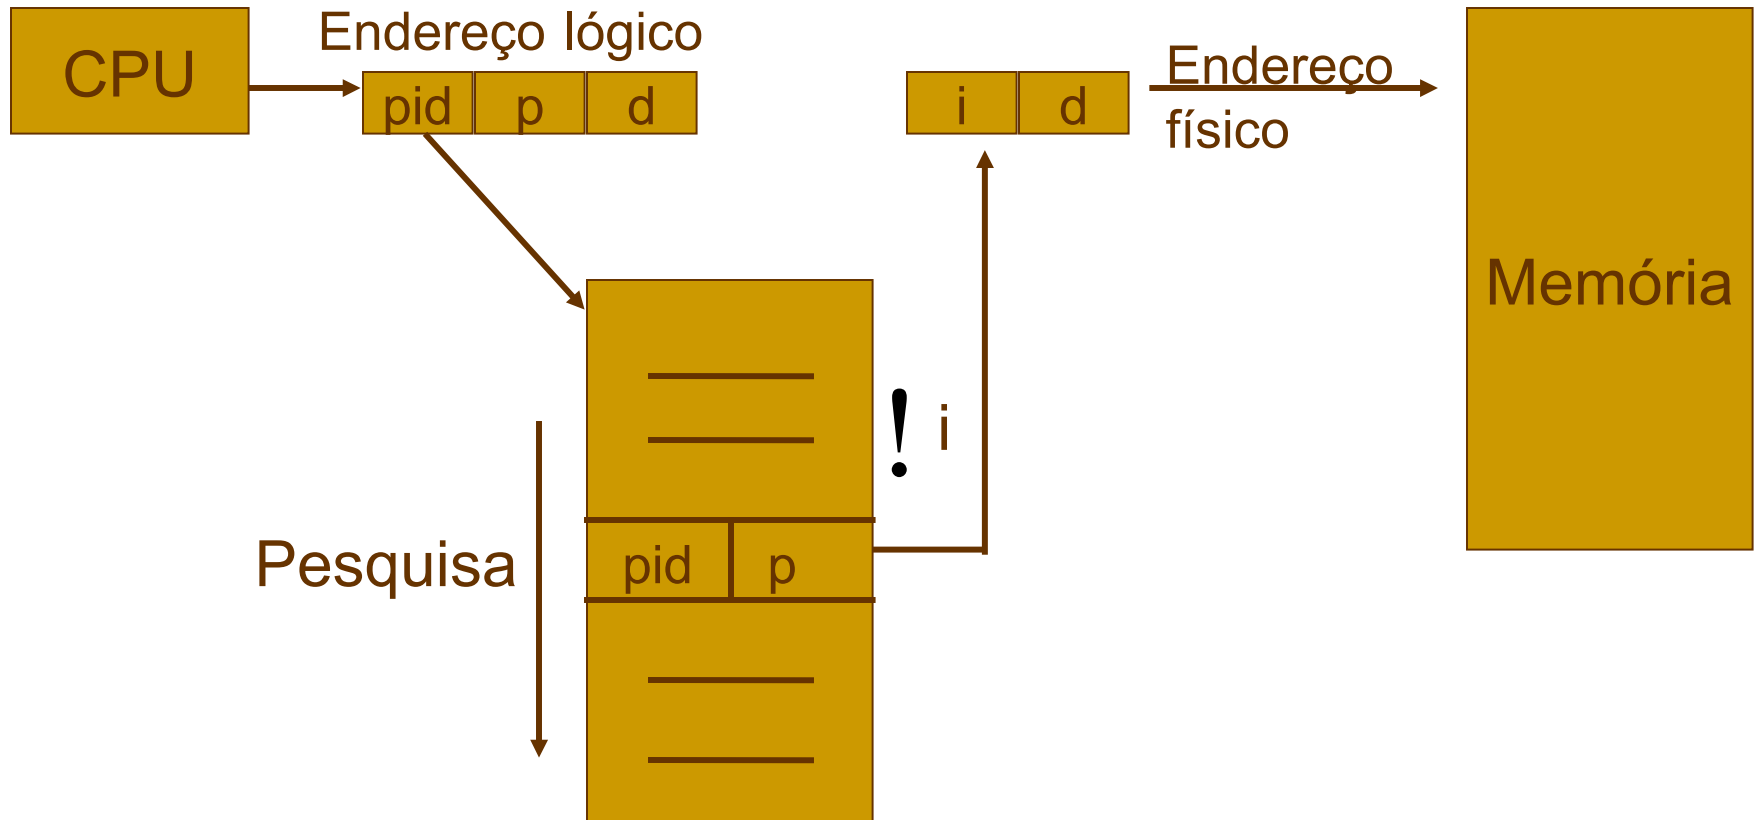 CPU
Endereço lógico
pid p d
i d
Endereço
físico
Memória
! i
Pesquisa
pid p